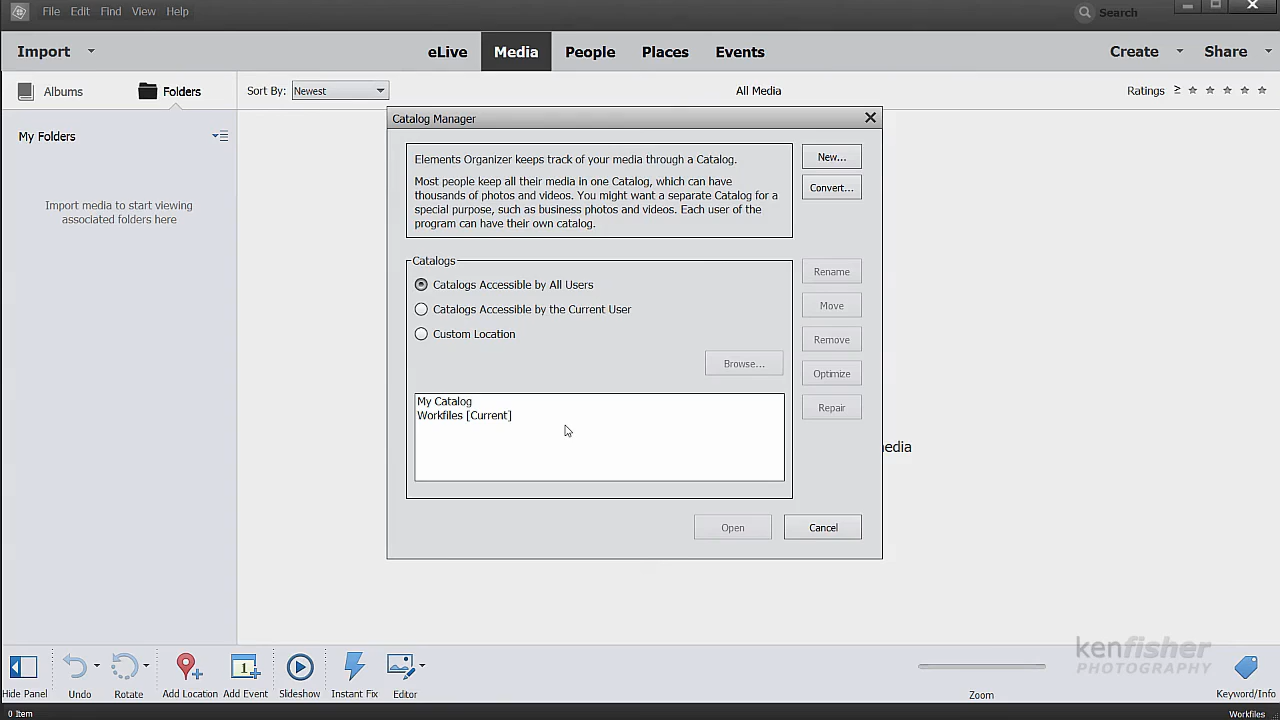 File Edit Find View Help
Search
Import eLive Media People Places Events Create Share
Albums Folders Sort By: Newest All Media Ratings ≥
My Folders
Import media to start viewing
associated folders here
Catalog Manager
Elements Organizer keeps track of your media through a Catalog.
Most people keep all their media in one Catalog, which can have
thousands of photos and videos. You might want a separate Catalog for a
special purpose, such as business photos and videos. Each user of the
program can have their own catalog.
New...
Convert...
Catalogs
Catalogs Accessible by All Users
Catalogs Accessible by the Current User
Custom Location
Browse...
My Catalog
Workfiles [Current]
Rename
Move
Remove
Optimize
Repair
Open Cancel
media
kenfisher
PHOTOGRAPHY
1
Hide Panel Undo Rotate Add Location Add Event Slideshow Instant Fix Editor Zoom Keyword/Info
0 Item Workfiles